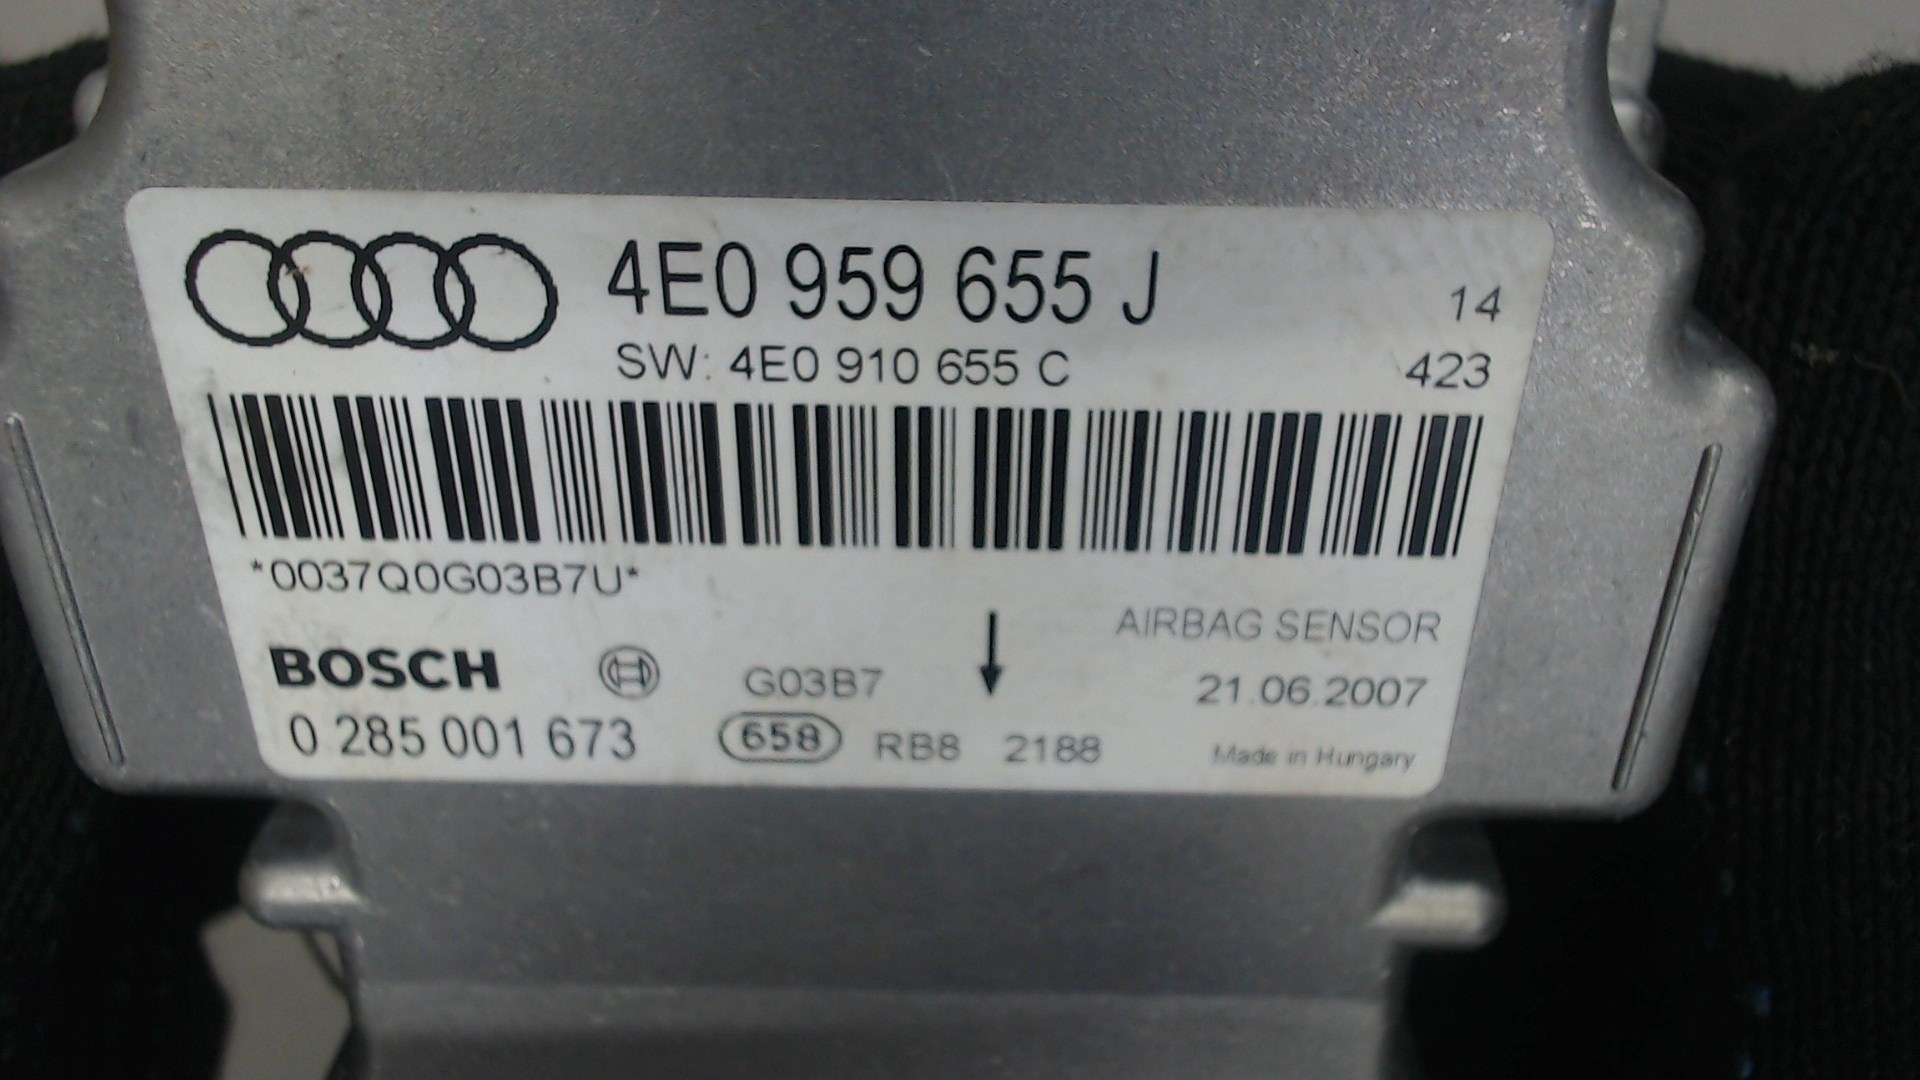 4E0 959 655 J
14
SW: 4E0 910 655 C
423
*0037Q0G03B7U*
AIRBAG SENSOR
BOSCH
G03B7
21.06.2007
0 285 001 673
658
RB8 2188
Made in Hungary